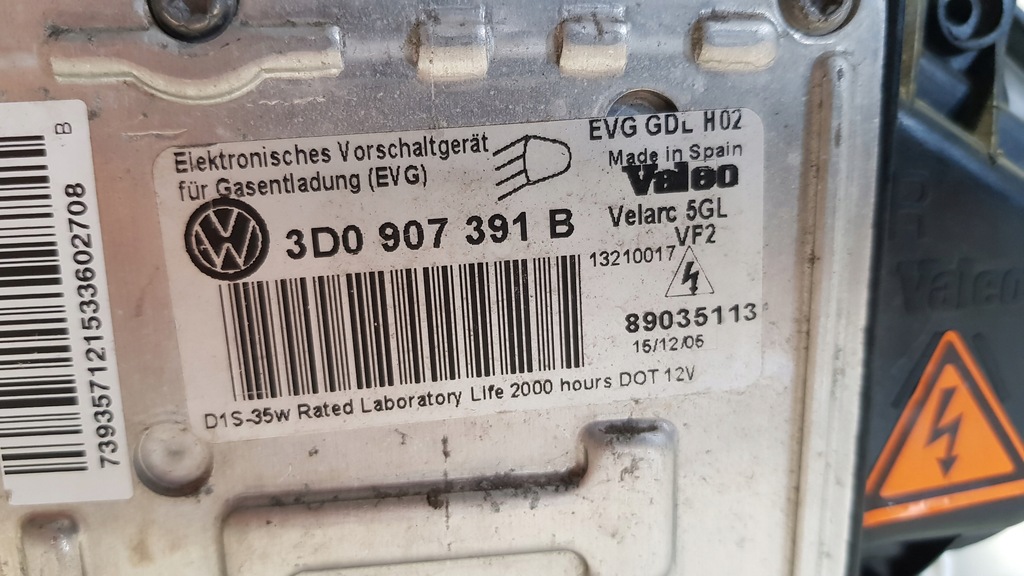 B
739357121533602708
Elektronisches Vorschaltgerät
für Gasentladung (EVG)
3D0 907 391 B
EVG GDL H02
Made in Spain
Valeo
Velarc 5GL
VF2
13210017
89035113
15/12/05
D1S-35w Rated Laboratory Life 2000 hours DOT 12V
Valeo